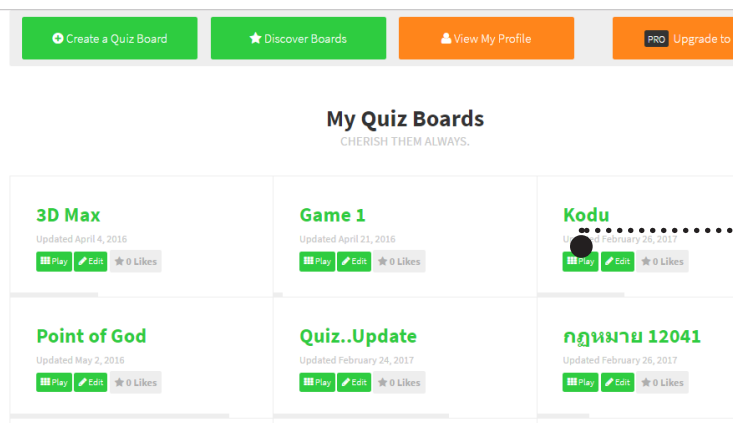 Create a Quiz Board
Discover Boards
View My Profile
PRO Upgrade to
My Quiz Boards
CHERISH THEM ALWAYS.
3D Max
Game 1
Kodu
Updated April 4, 2016
Updated April 21, 2016
Updated February 26, 2017
Play Edit 0 Likes
Play Edit 0 Likes
Play Edit 0 Likes
Point of God
Quiz..Update
กฏหมาย 12041
Updated May 2, 2016
Updated February 24, 2017
Updated February 26, 2017
Play Edit 0 Likes
Play Edit 0 Likes
Play Edit 0 Likes